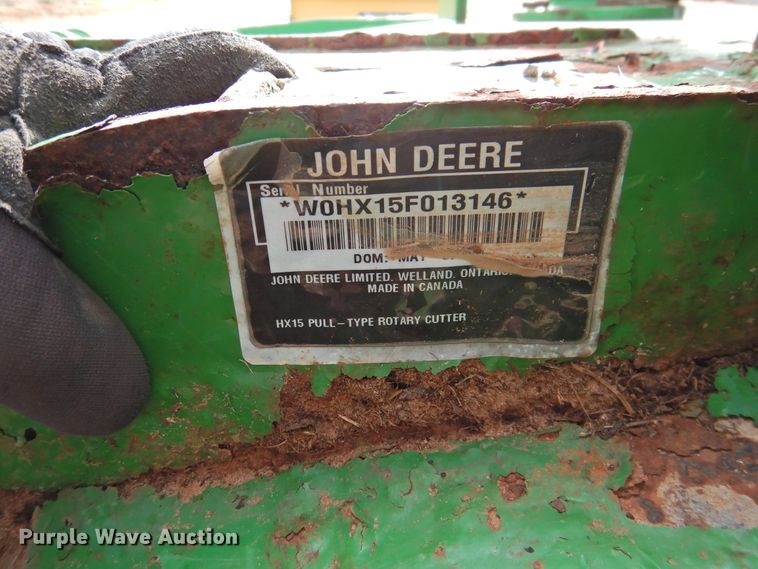 JOHN DEERE
Serial Number
*W0HX15F013146*
DOM: MAY
JOHN DEERE LIMITED, WELLAND, ONTARIO,
MADE IN CANADA
HX15 PULL-TYPE ROTARY CUTTER
Purple Wave Auction